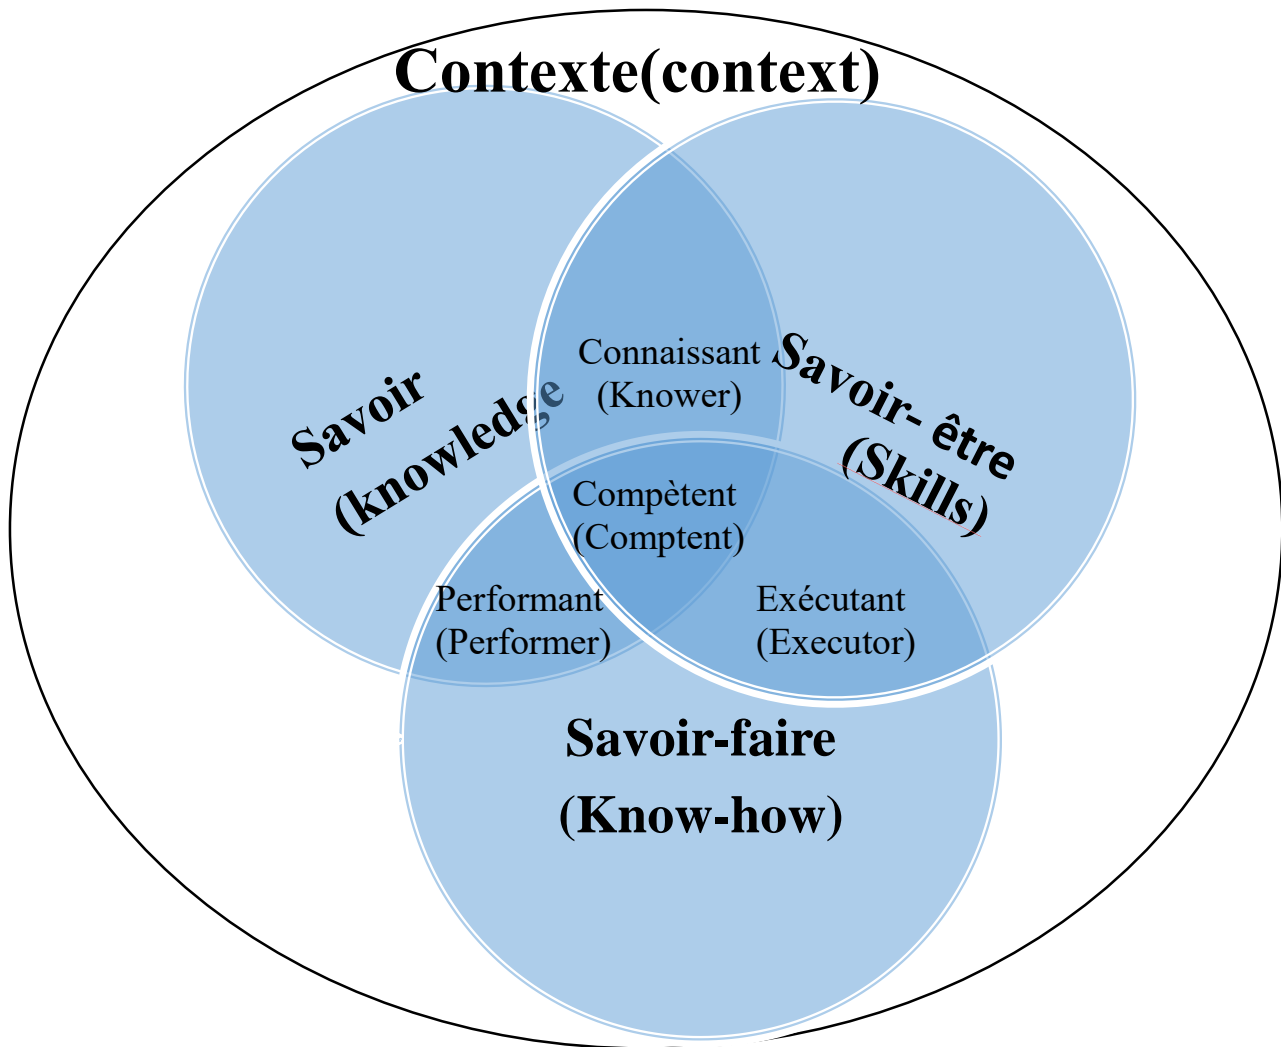 Contexte(context)
Connaissant
(Knower)
Savoir
(knowledge
Savoir- être
(Skills)
Compètent
(Comptent)
Performant
(Performer)
Exécutant
(Executor)
Savoir-faire
(Know-how)